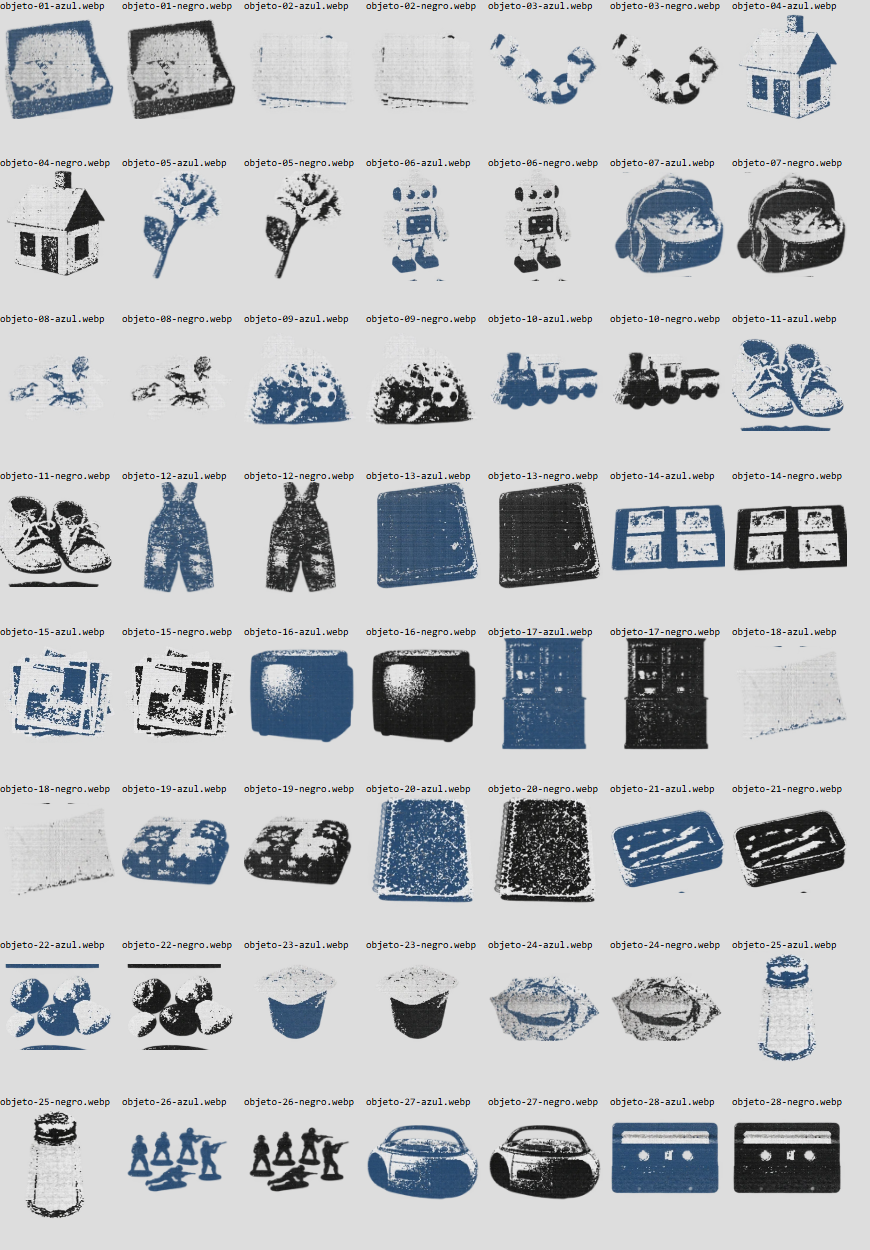 objeto-01-azul.webp objeto-01-negro.webp objeto-02-azul.webp objeto-02-negro.webp objeto-03-azul.webp objeto-03-negro.webp objeto-04-azul.webp
objeto-04-negro.webp objeto-05-azul.webp objeto-05-negro.webp objeto-06-azul.webp objeto-06-negro.webp objeto-07-azul.webp objeto-07-negro.webp
objeto-08-azul.webp objeto-08-negro.webp objeto-09-azul.webp objeto-09-negro.webp objeto-10-azul.webp objeto-10-negro.webp objeto-11-azul.webp
objeto-11-negro.webp objeto-12-azul.webp objeto-12-negro.webp objeto-13-azul.webp objeto-13-negro.webp objeto-14-azul.webp objeto-14-negro.webp
objeto-15-azul.webp objeto-15-negro.webp objeto-16-azul.webp objeto-16-negro.webp objeto-17-azul.webp objeto-17-negro.webp objeto-18-azul.webp
objeto-18-negro.webp objeto-19-azul.webp objeto-19-negro.webp objeto-20-azul.webp objeto-20-negro.webp objeto-21-azul.webp objeto-21-negro.webp
objeto-22-azul.webp objeto-22-negro.webp objeto-23-azul.webp objeto-23-negro.webp objeto-24-azul.webp objeto-24-negro.webp objeto-25-azul.webp
objeto-25-negro.webp objeto-26-azul.webp objeto-26-negro.webp objeto-27-azul.webp objeto-27-negro.webp objeto-28-azul.webp objeto-28-negro.webp